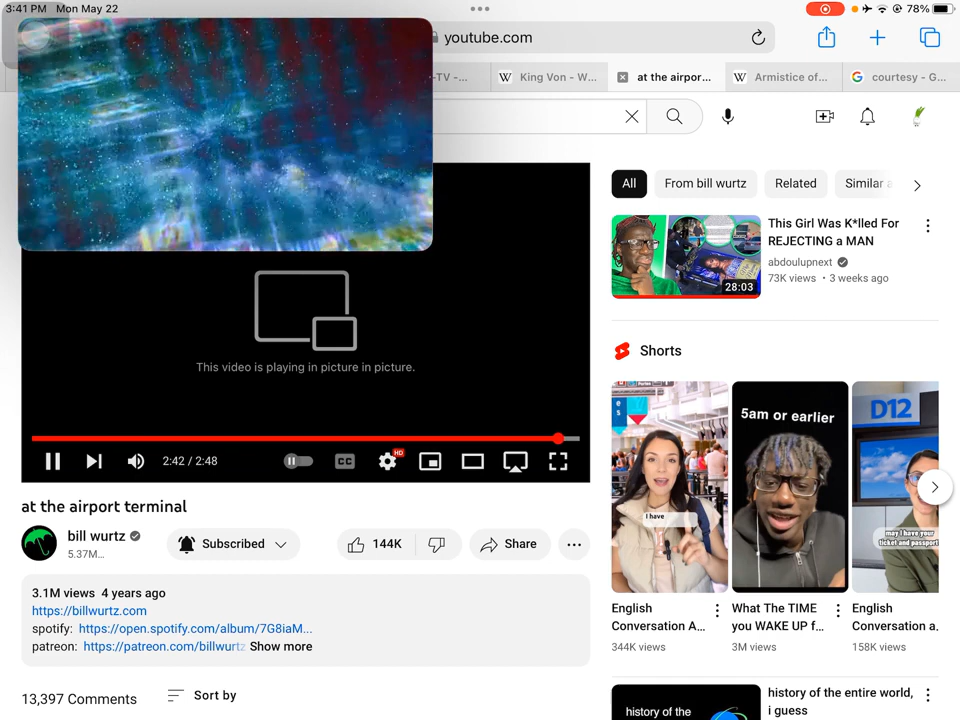 3:41 PM Mon May 22
78%
youtube.com
-TV -...
King Von - W...
at the airpor...
Armistice of...
courtesy - G...
All
From bill wurtz
Related
Similar
This Girl Was K*lled For
REJECTING a MAN
abdoulupnext
73K views • 3 weeks ago
28:03
This video is playing in picture in picture.
Shorts
2:42 / 2:48
CC
HD
I have
5am or earlier
D12
may I have your
ticket and passport
at the airport terminal
bill wurtz
5.37M...
Subscribed
144K
Share
3.1M views 4 years ago
https://billwurtz.com
spotify: https://open.spotify.com/album/7G8iaM...
patreon: https://patreon.com/billwurtz Show more
English
Conversation A...
344K views
What The TIME
you WAKE UP f...
3M views
English
Conversation a.
158K views
13,397 Comments
Sort by
history of the
history of the entire world,
i guess